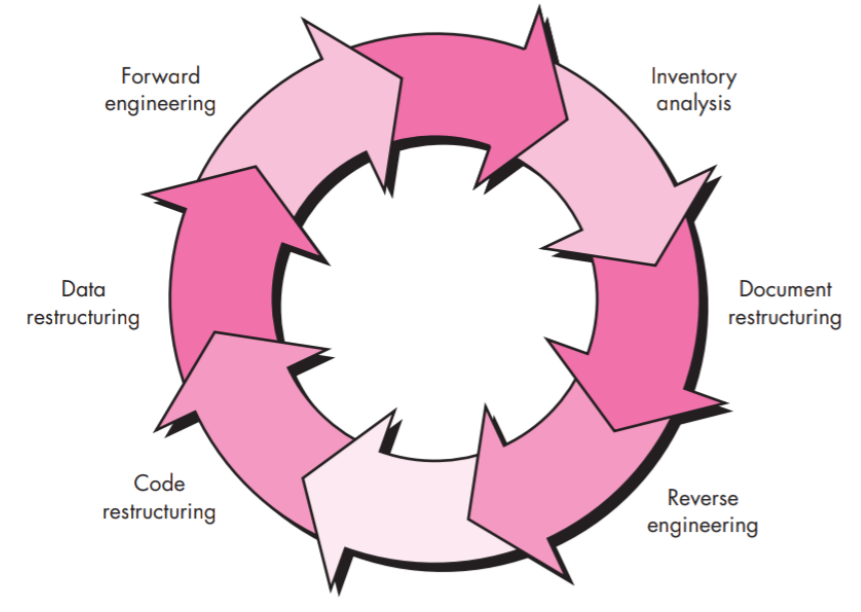 Forward
engineering
Inventory
analysis
Data
restructuring
Document
restructuring
Code
restructuring
Reverse
engineering